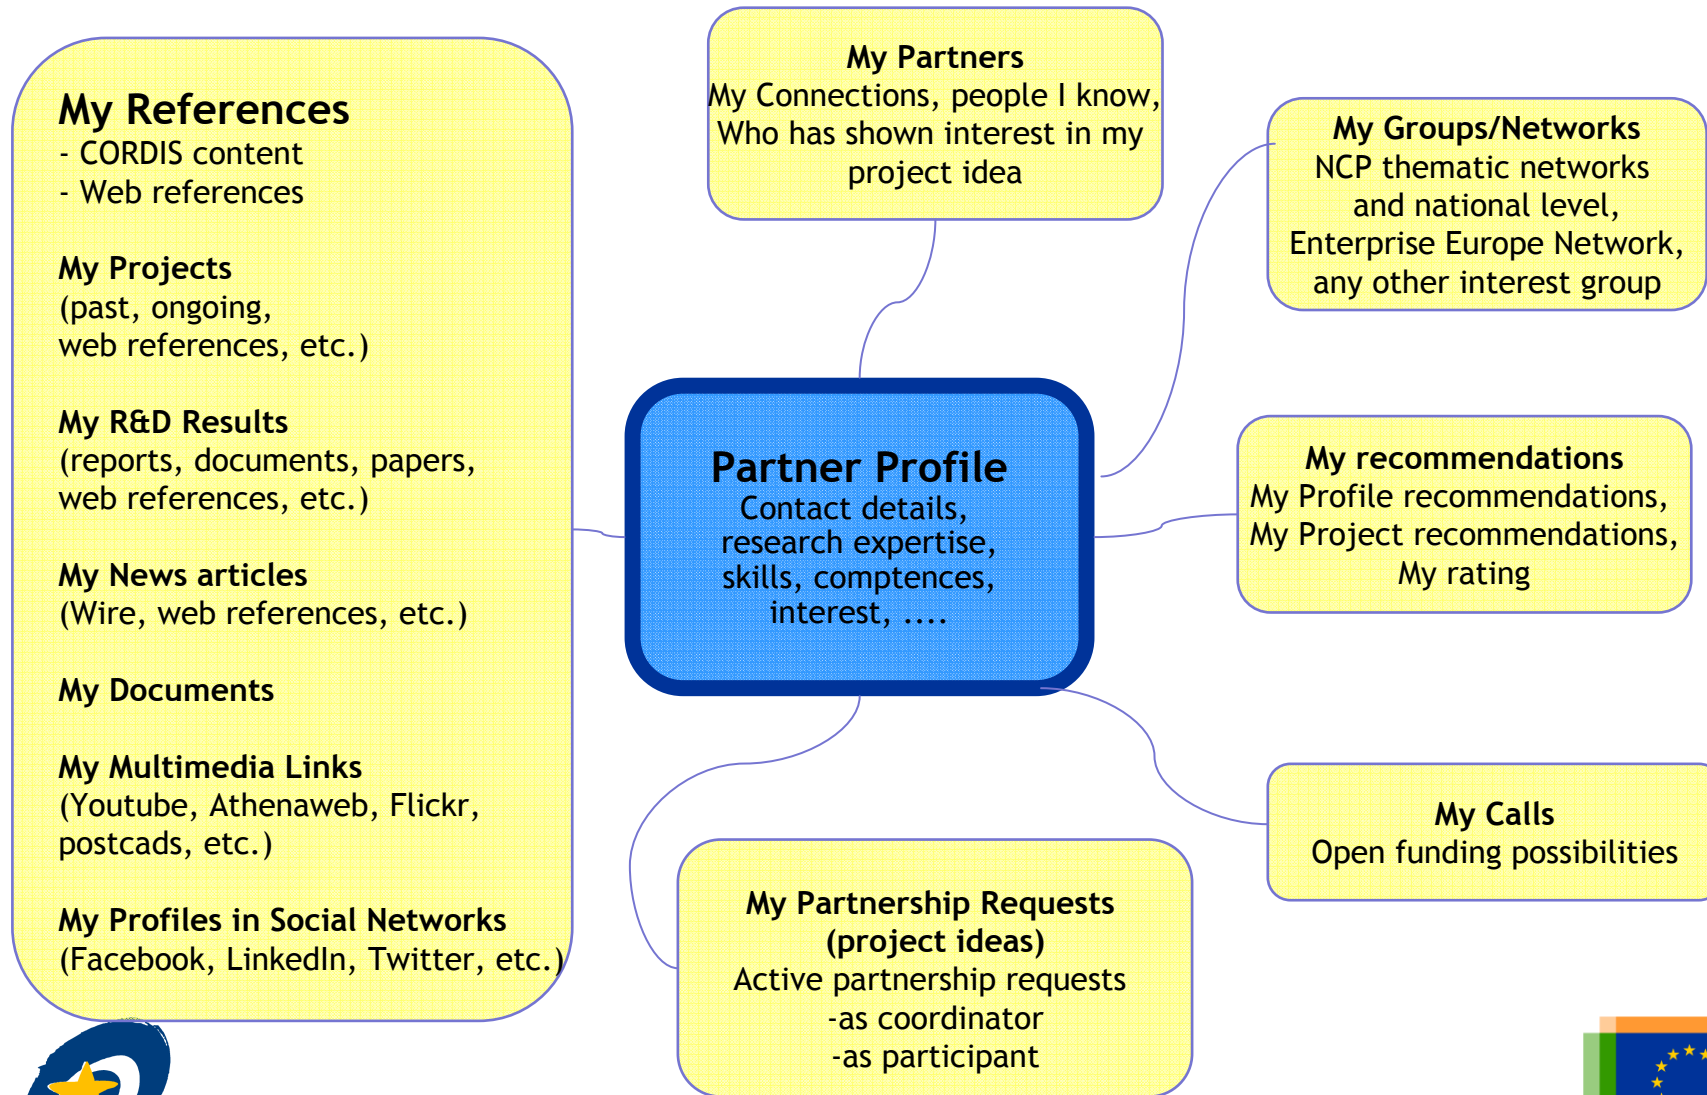 My References
- CORDIS content
- Web references
My Projects
(past, ongoing,
web references, etc.)
My R&D Results
(reports, documents, papers,
web references, etc.)
My News articles
(Wire, web references, etc.)
My Documents
My Multimedia Links
(Youtube, Athenaweb, Flickr,
postcads, etc.)
My Profiles in Social Networks
(Facebook, LinkedIn, Twitter, etc.)
My Partners
My Connections, people I know,
Who has shown interest in my
project idea
My Groups/Networks
NCP thematic networks
and national level,
Enterprise Europe Network,
any other interest group
Partner Profile
Contact details,
research expertise,
skills, comptences,
interest, ....
My recommendations
My Profile recommendations,
My Project recommendations,
My rating
My Calls
Open funding possibilities
My Partnership Requests
(project ideas)
Active partnership requests
-as coordinator
-as participant